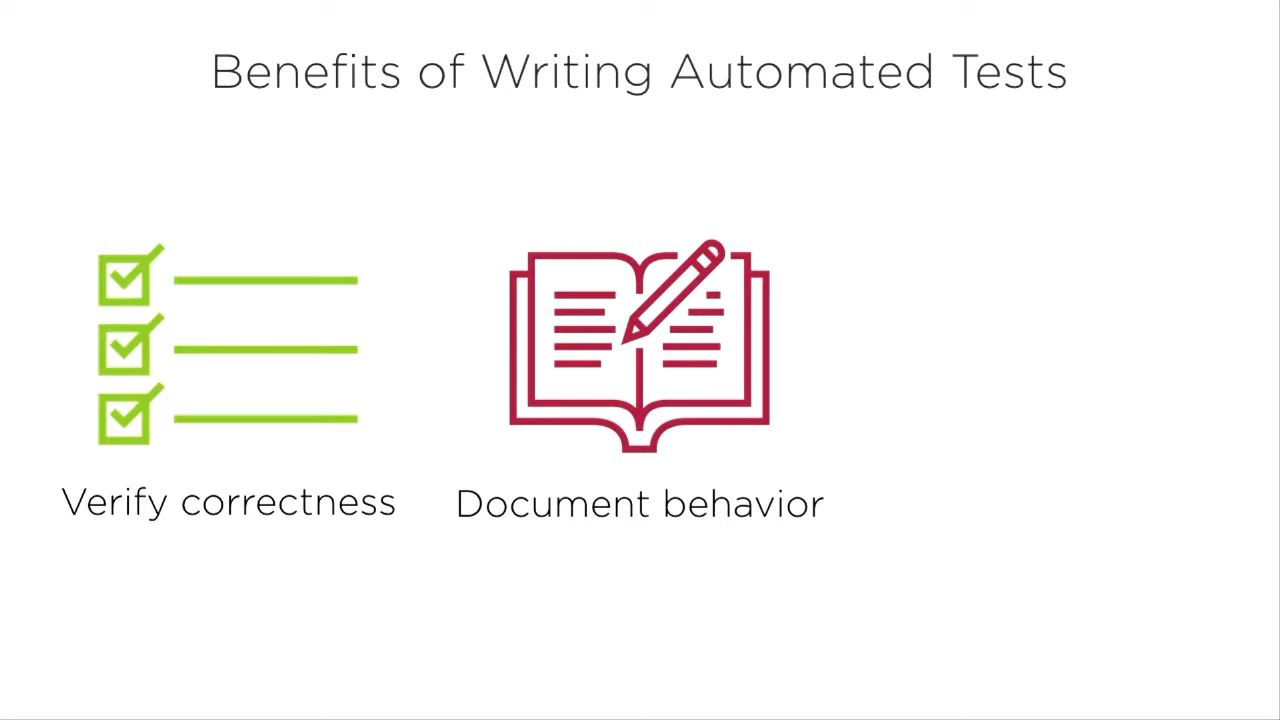 Benefits of Writing Automated Tests
Verify correctness
Document behavior